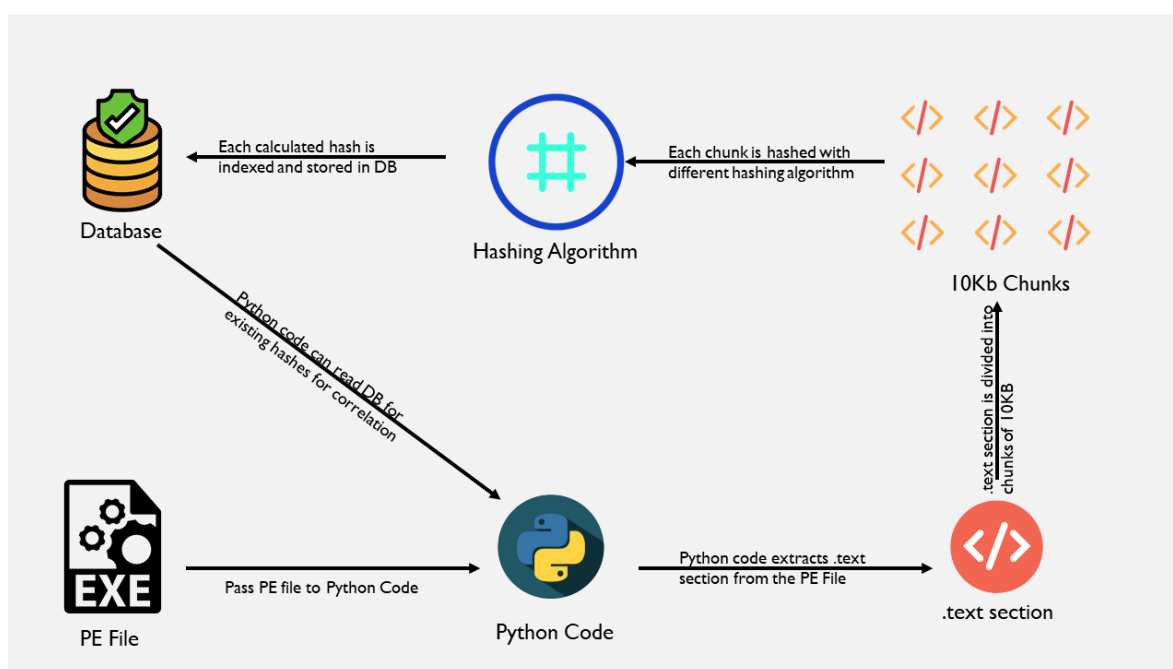 Each calculated hash is
indexed and stored in DB
Each chunk is hashed with
different hashing algorithm
Database
Hashing Algorithm
10Kb Chunks
Python code can read DB for
existing hashes for correlation
.text section is divided into
chunks of 10KB
EXE
Pass PE file to Python Code
Python code extracts .text
section from the PE File
PE File
Python Code
.text section